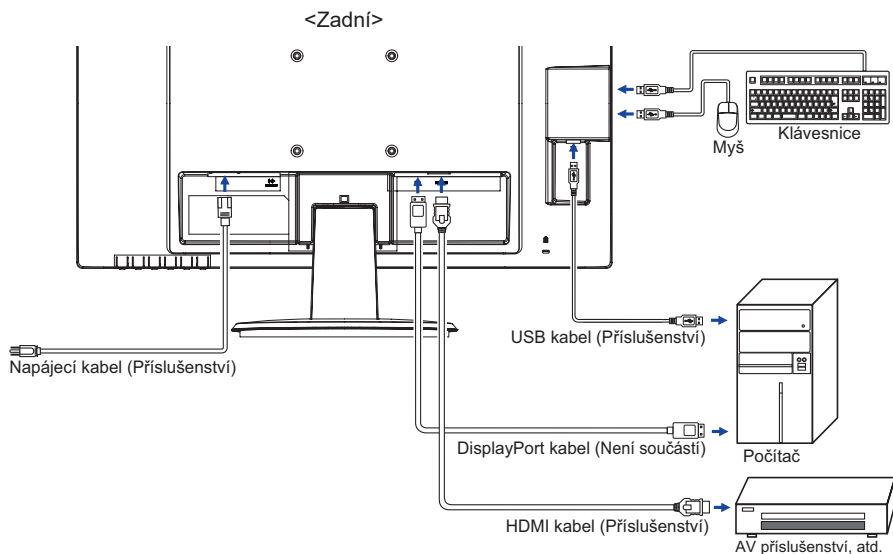 <Zadní>
Klávesnice
Myš
USB kabel (Příslušenství)
Napájecí kabel (Příslušenství)
DisplayPort kabel (Není součástí)
Počítač
HDMI kabel (Příslušenství)
AV příslušenství, atd.